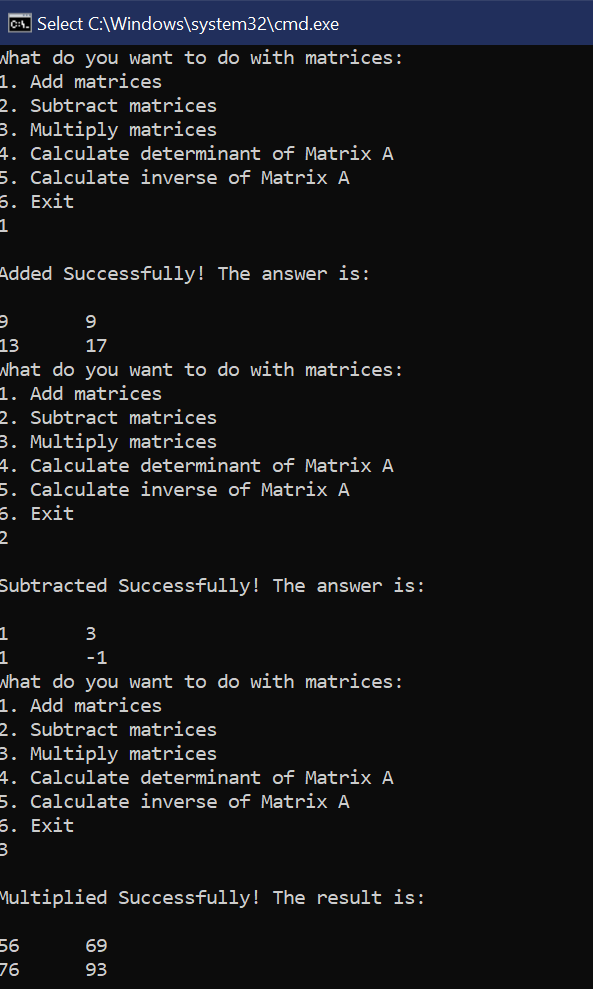 Select C:\Windows\system32\cmd.exe
What do you want to do with matrices:
1. Add matrices
2. Subtract matrices
3. Multiply matrices
4. Calculate determinant of Matrix A
5. Calculate inverse of Matrix A
6. Exit
1
Added Successfully! The answer is:
9 9
13 17
What do you want to do with matrices:
1. Add matrices
2. Subtract matrices
3. Multiply matrices
4. Calculate determinant of Matrix A
5. Calculate inverse of Matrix A
6. Exit
2
Subtracted Successfully! The answer is:
1 3
1 -1
What do you want to do with matrices:
1. Add matrices
2. Subtract matrices
3. Multiply matrices
4. Calculate determinant of Matrix A
5. Calculate inverse of Matrix A
6. Exit
3
Multiplied Successfully! The result is:
56 69
76 93